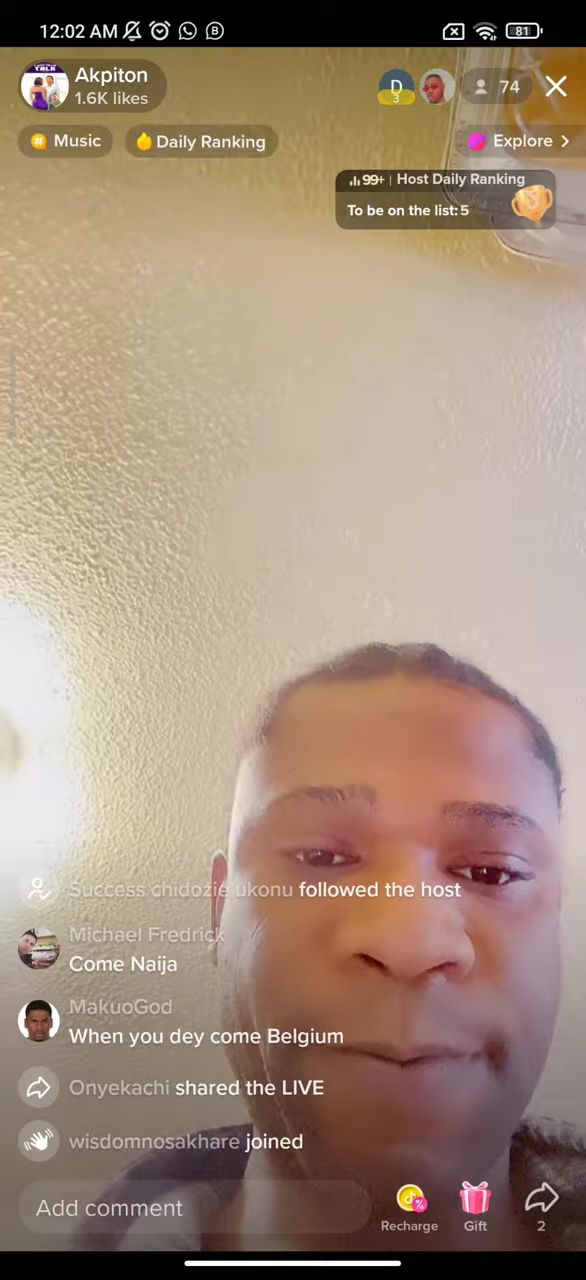 12:02 AM
81
Akpiton
1.6K likes
D
3
74
Music
Daily Ranking
Explore
99+ | Host Daily Ranking
To be on the list: 5
Success chidozie ukonu followed the host
Michael Fredrick
Come Naija
MakuoGod
When you dey come Belgium
Onyekachi shared the LIVE
wisdomnosakhare joined
Add comment
Recharge
Gift
2